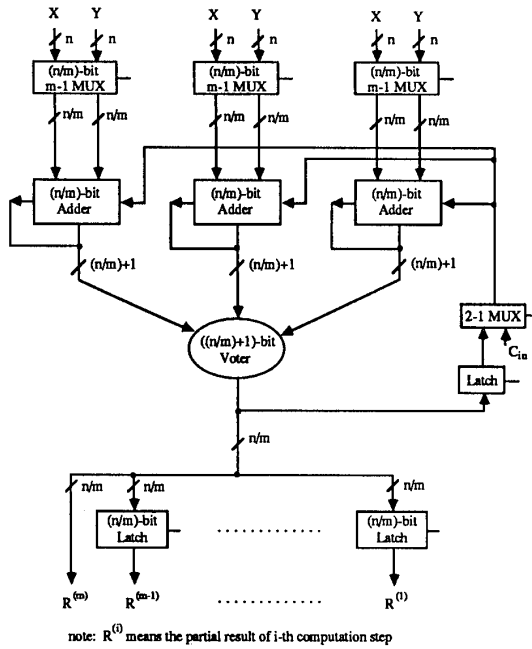 X Y X Y X Y
n n n n n n
(n/m)-bit (n/m)-bit (n/m)-bit
m-1 MUX m-1 MUX m-1 MUX
n/m n/m n/m n/m n/m n/m
(n/m)-bit (n/m)-bit (n/m)-bit
Adder Adder Adder
(n/m)+1 (n/m)+1 (n/m)+1
2-1 MUX
((n/m)+1)-bit
Voter
Cin
Latch
n/m
n/m n/m n/m
(n/m)-bit (n/m)-bit
Latch Latch
R(m) R(m-1) R(1)
note: R(i) means the partial result of i-th computation step